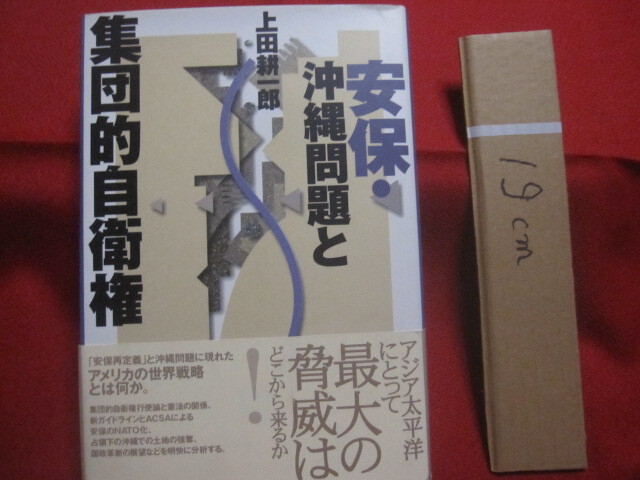 安保・
沖縄問題と
集団的自衛権
上田耕一郎
アジア太平洋
にとって
最大の
脅威は
どこから来るか
!
「安保再定義」と沖縄問題に現れた
アメリカの世界戦略
とは何か。
集団的自衛権行使論と憲法の関係、
新ガイドラインとACSAによる
安保のNATO化、
占領下の沖縄での土地の強奪、
国政革新の展望などを明快に分析する。
19cm